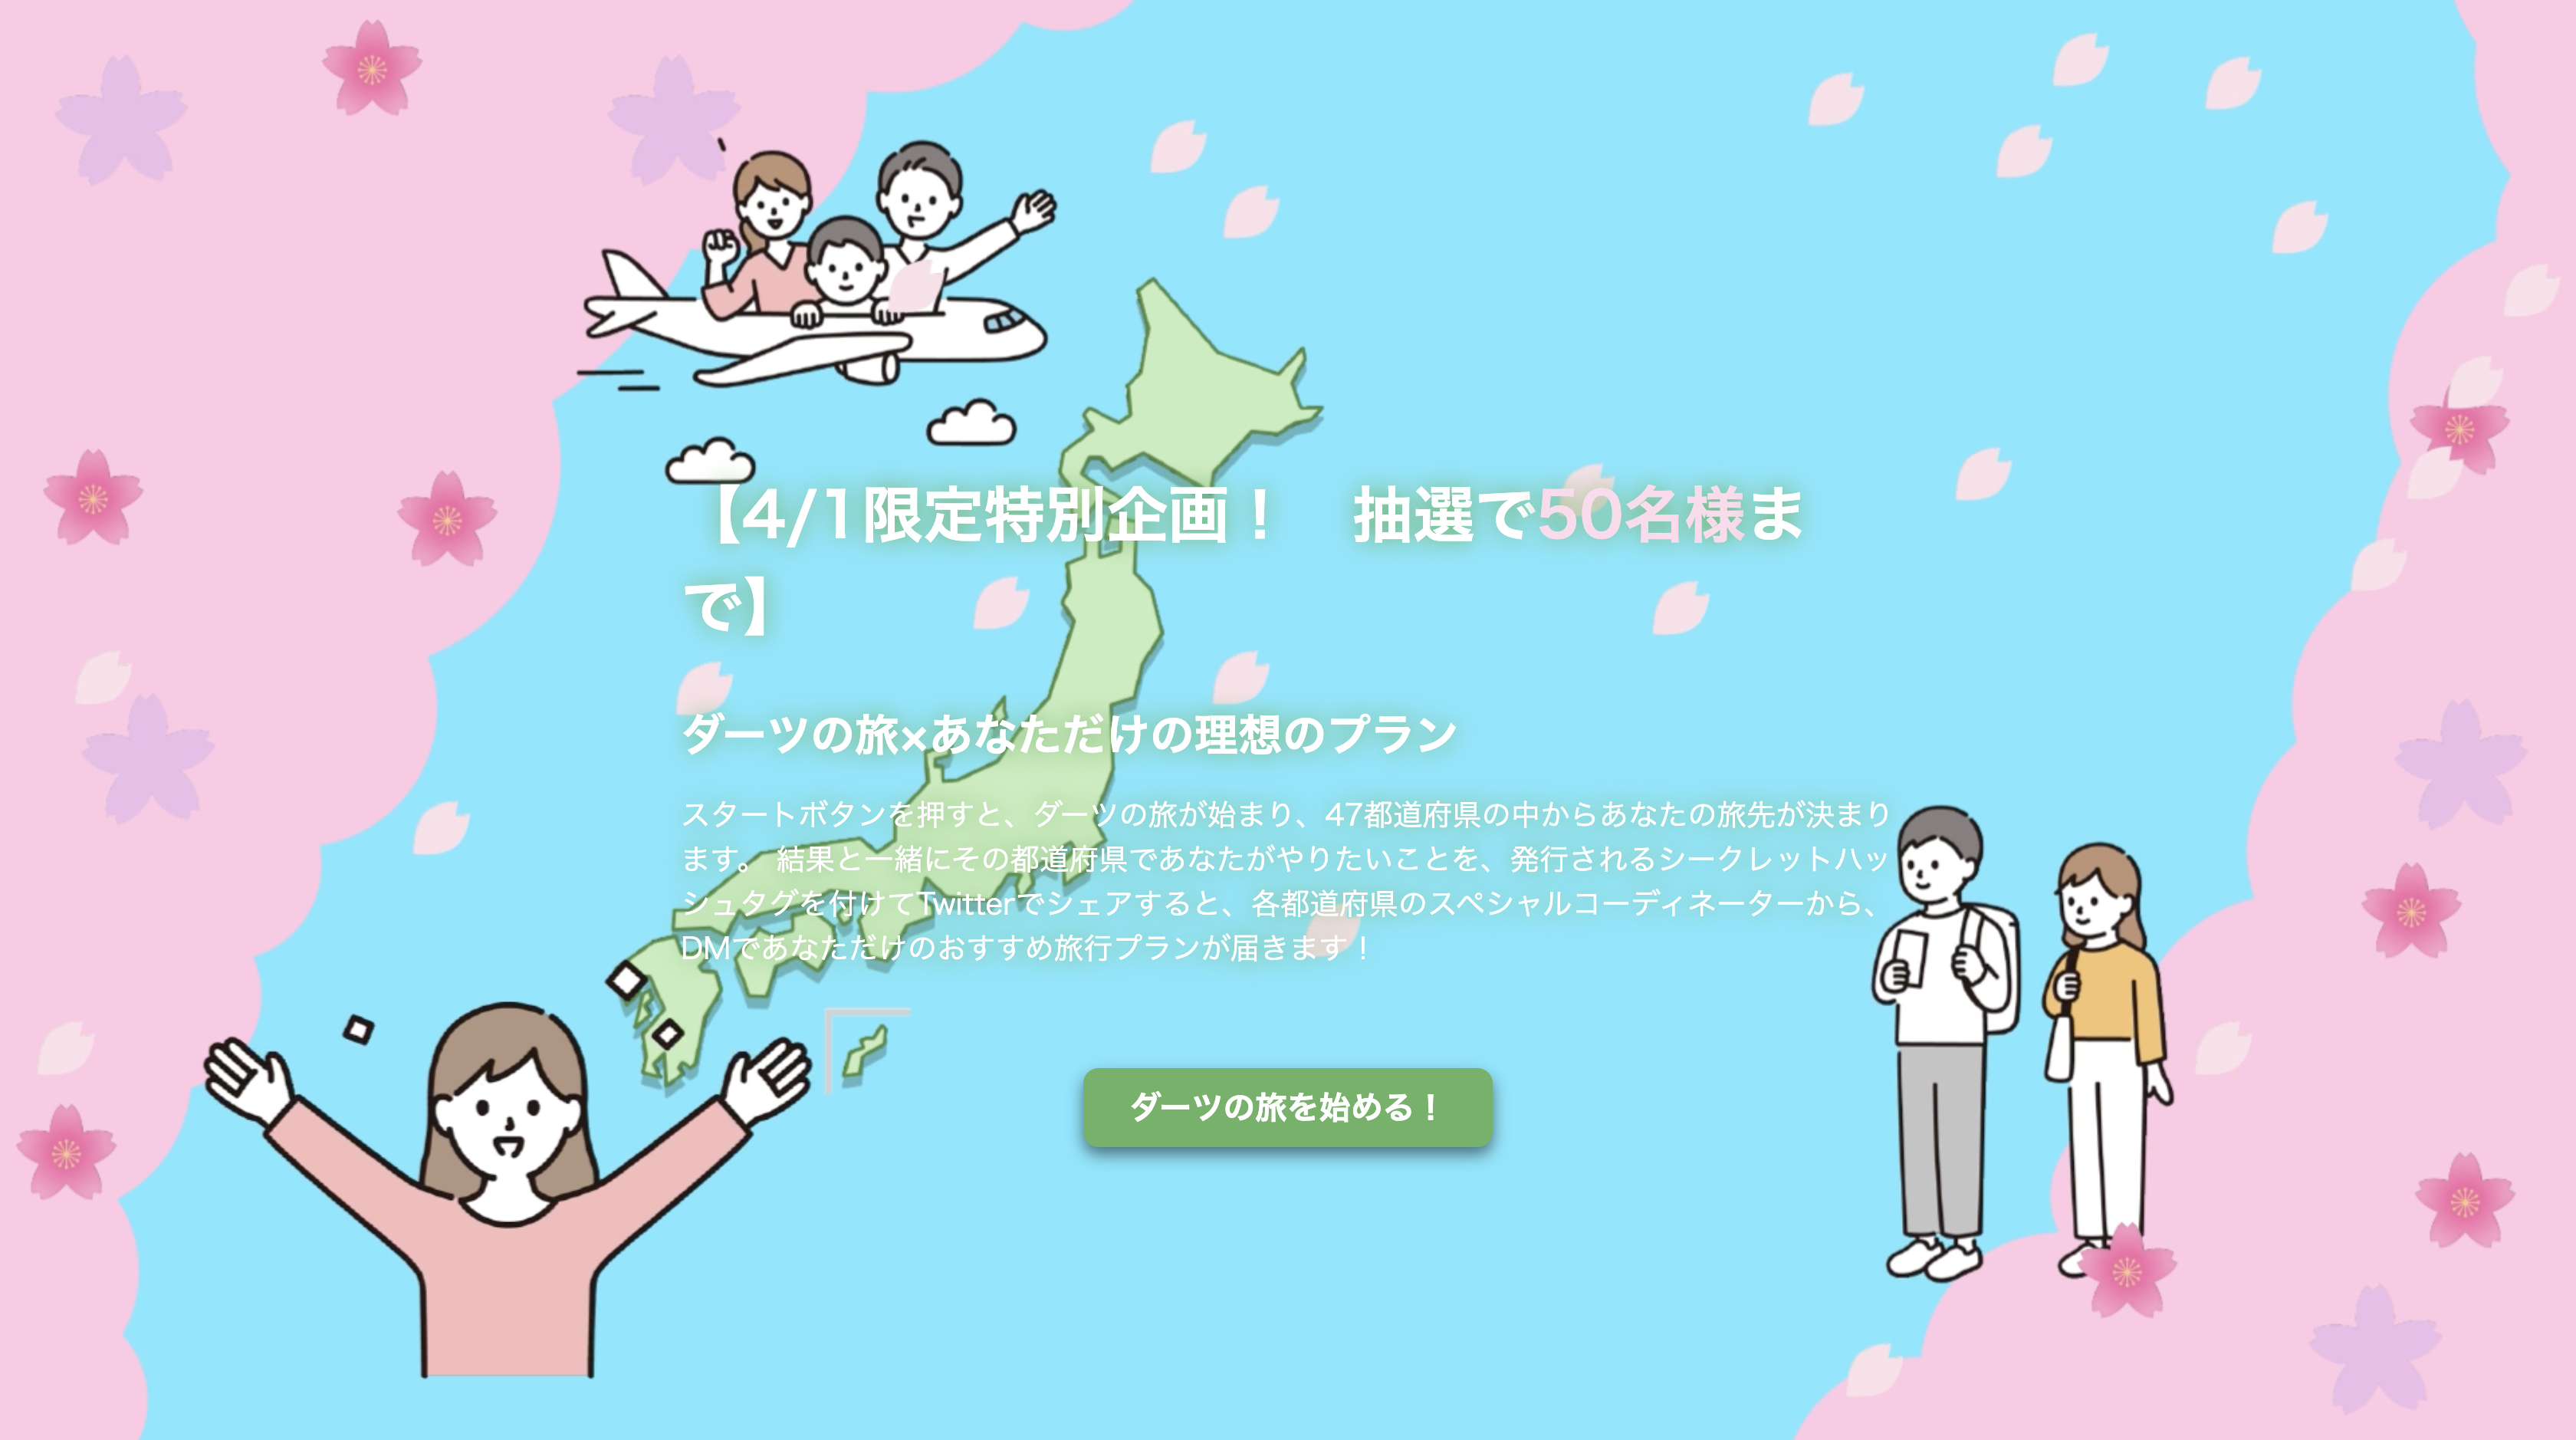 【4/1限定特別企画！　抽選で50名様ま
で】
ダーツの旅×あなただけの理想のプラン
スタートボタンを押すと、ダーツの旅が始まり、47都道府県の中からあなたの旅先が決まり
ます。 結果と一緒にその都道府県であなたがやりたいことを、発行されるシークレットハッ
シュタグを付けてTwitterでシェアすると、各都道府県のスペシャルコーディネーターから、
DMであなただけのおすすめ旅行プランが届きます！
ダーツの旅を始める！